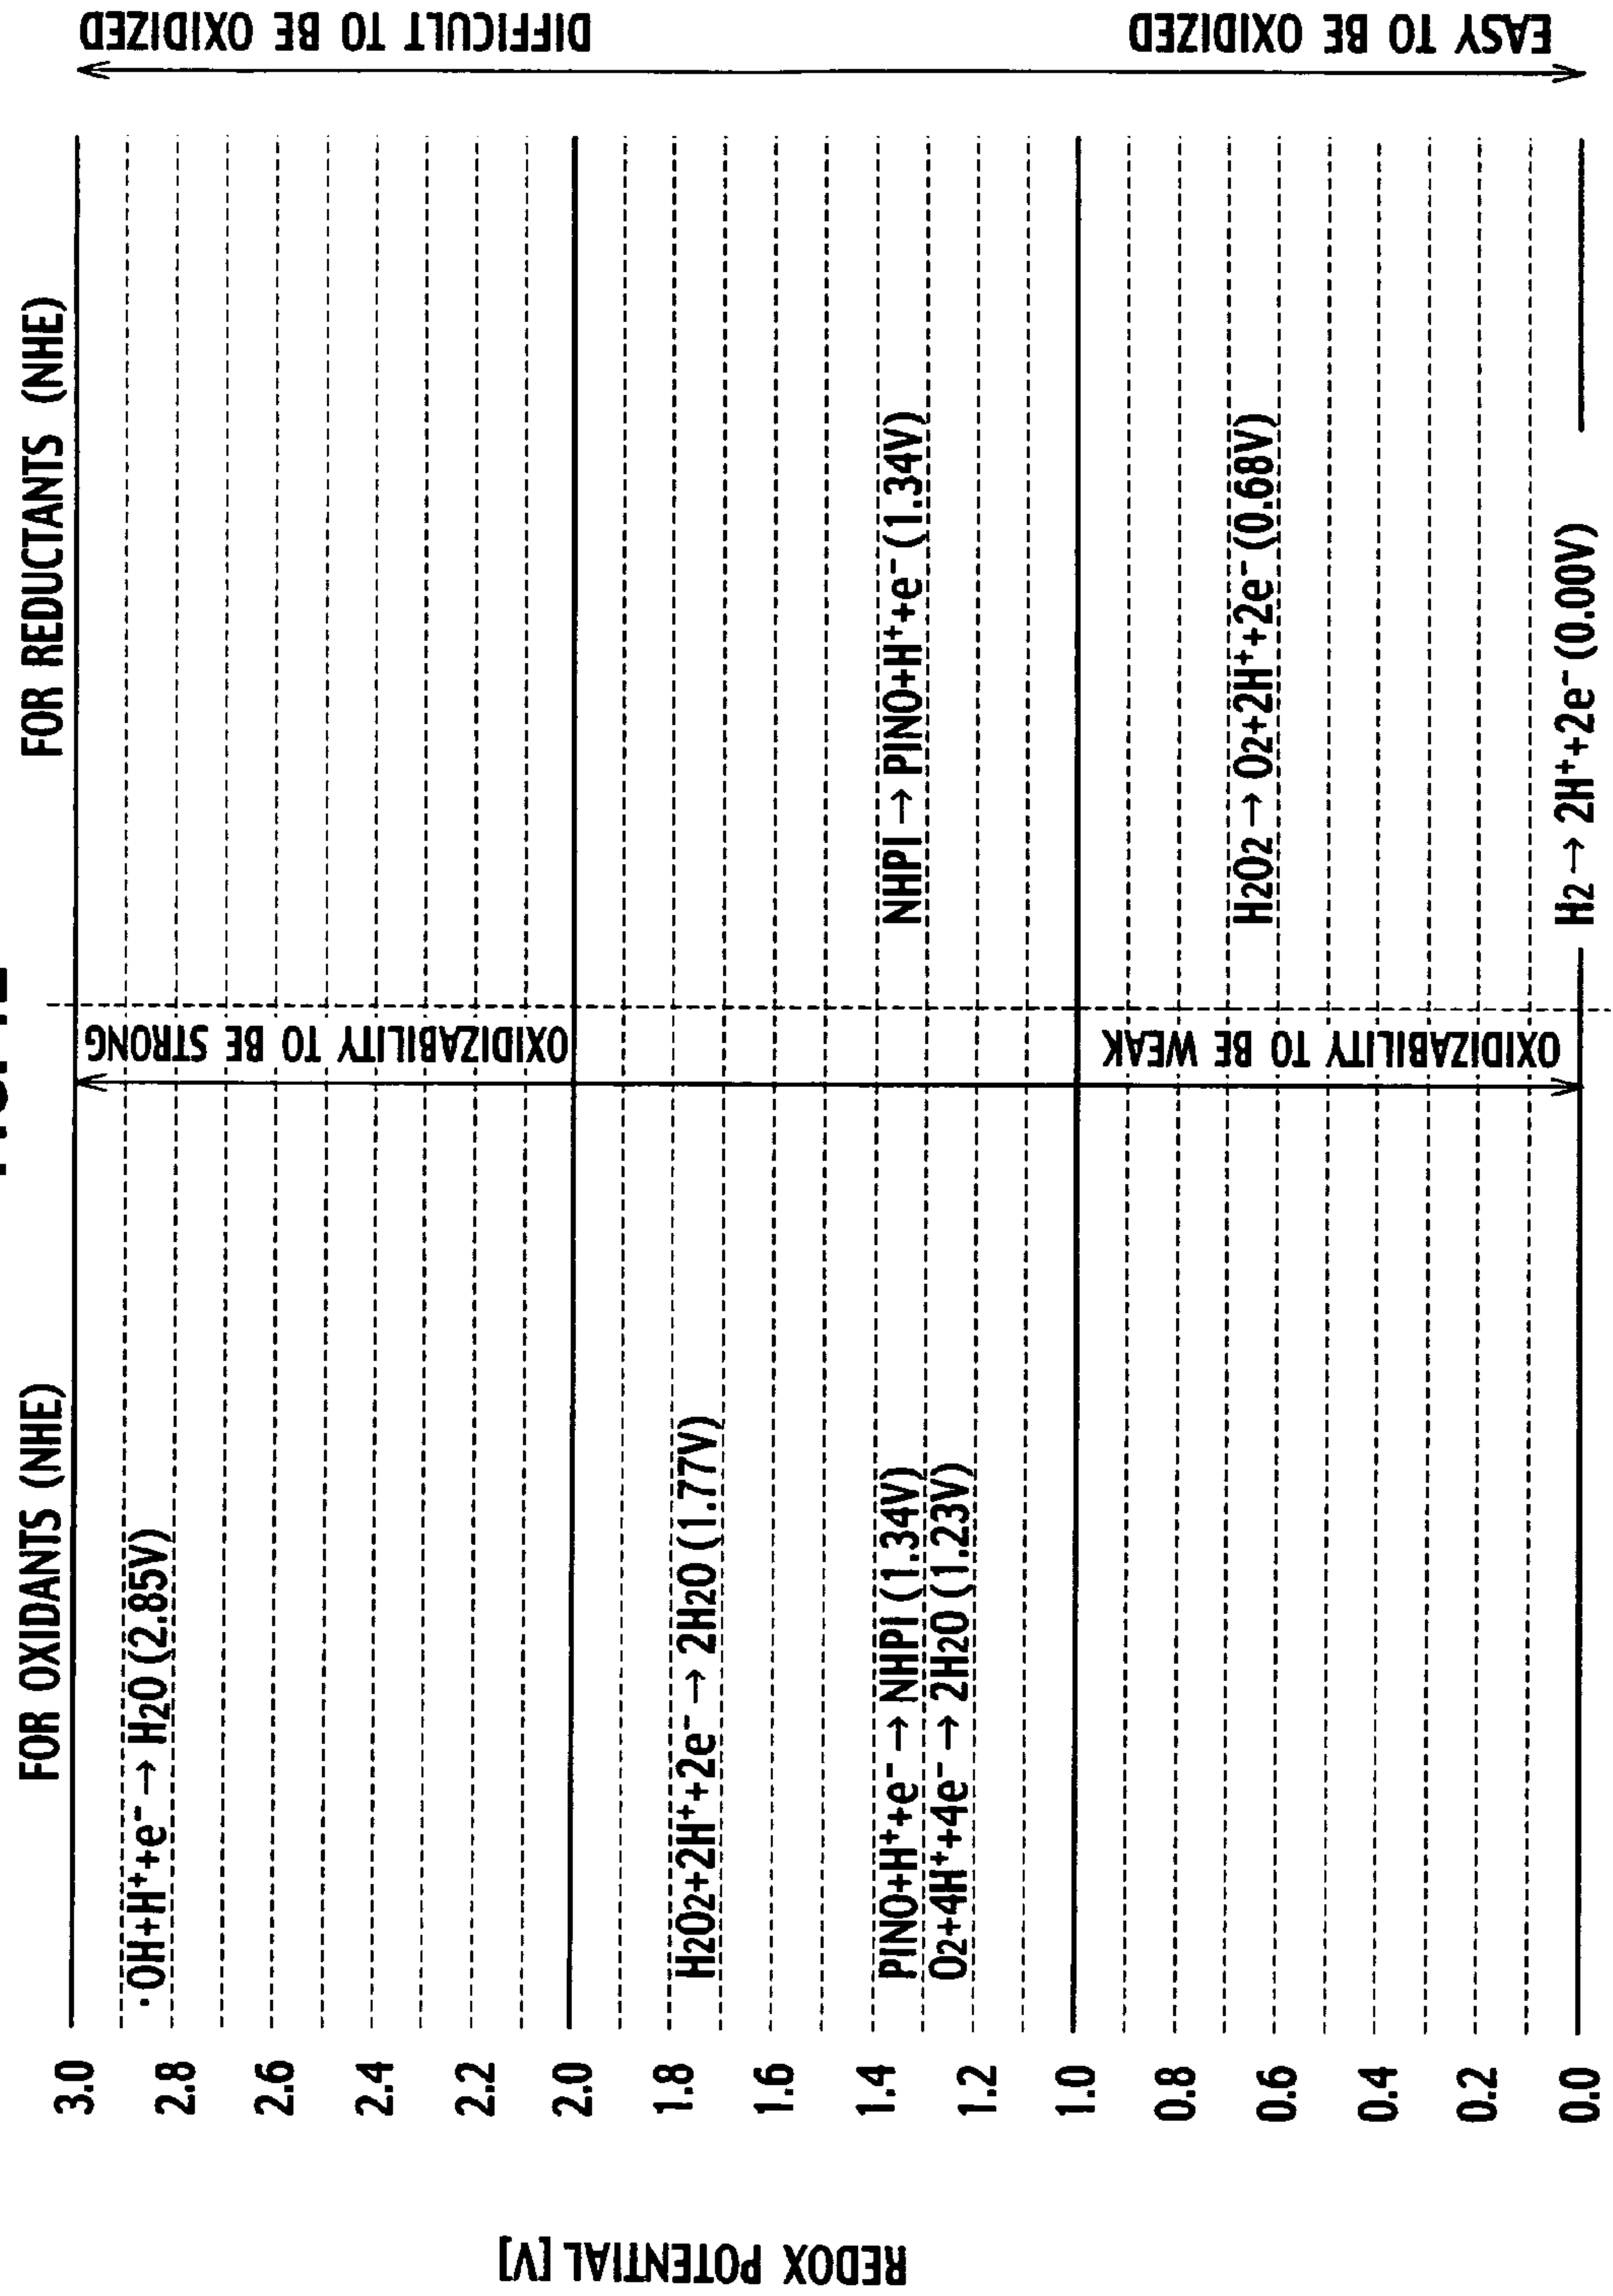 FOR OXIDANTS (NHE)
FOR REDUCTANTS (NHE)
REDOX POTENTIAL [V]
3.0
2.8
2.6
2.4
2.2
2.0
1.8
1.6
1.4
1.2
1.0
0.8
0.6
0.4
0.2
0.0
·OH+H⁺+e⁻ → H₂O (2.85V)
H₂O₂+2H⁺+2e⁻ → 2H₂O (1.77V)
PINO+H⁺+e⁻ → NHPI (1.34V)
O₂+4H⁺+4e⁻ → 2H₂O (1.23V)
OXIDIZABILITY TO BE STRONG
OXIDIZABILITY TO BE WEAK
NHPI → PINO+H⁺+e⁻ (1.34V)
H₂O₂ → O₂+2H⁺+2e⁻ (0.68V)
H₂ → 2H⁺+2e⁻ (0.00V)
DIFFICULT TO BE OXIDIZED
EASY TO BE OXIDIZED